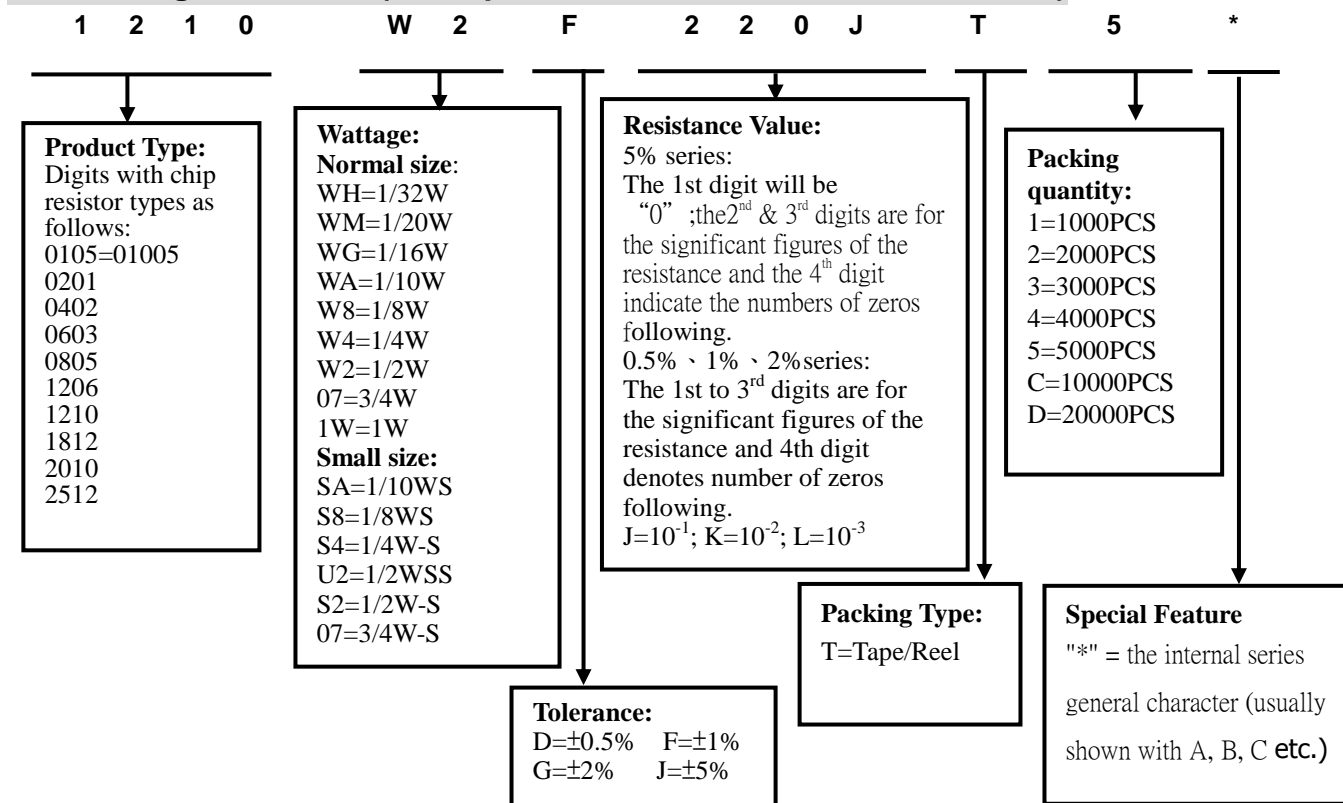 1 2 1 0 W 2 F 2 2 0 J T 5 *
Product Type:
Digits with chip
resistor types as
follows:
0105=01005
0201
0402
0603
0805
1206
1210
1812
2010
2512
Wattage:
Normal size:
WH=1/32W
WM=1/20W
WG=1/16W
WA=1/10W
W8=1/8W
W4=1/4W
W2=1/2W
07=3/4W
1W=1W
Small size:
SA=1/10WS
S8=1/8WS
S4=1/4W-S
U2=1/2WSS
S2=1/2W-S
07=3/4W-S
Resistance Value:
5% series:
The 1st digit will be
“0” ;the2nd & 3rd digits are for
the significant figures of the
resistance and the 4th digit
indicate the numbers of zeros
following.
0.5%、1%、2%series:
The 1st to 3rd digits are for
the significant figures of the
resistance and 4th digit
denotes number of zeros
following.
J=10-1; K=10-2; L=10-3
Packing
quantity:
1=1000PCS
2=2000PCS
3=3000PCS
4=4000PCS
5=5000PCS
C=10000PCS
D=20000PCS
Tolerance:
D=±0.5% F=±1%
G=±2% J=±5%
Packing Type:
T=Tape/Reel
Special Feature
"*" = the internal series
general character (usually
shown with A, B, C etc.)